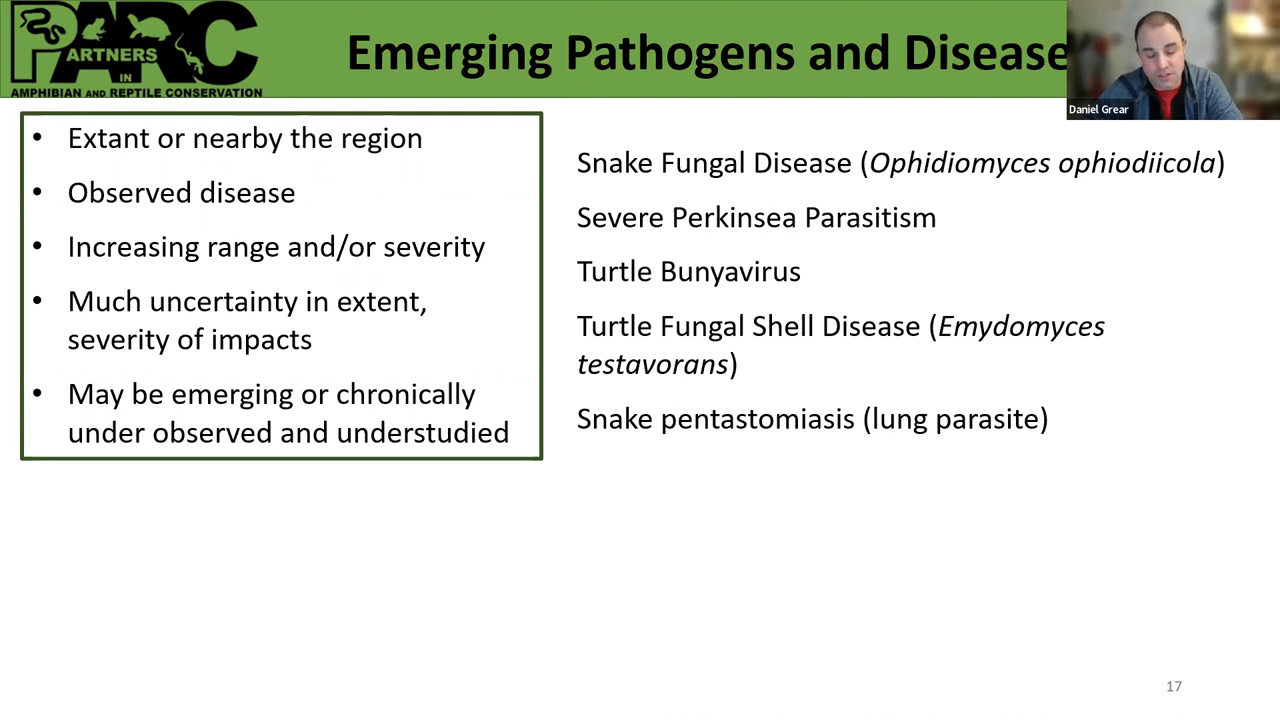 PARC
PARTNERS
IN
AMPHIBIAN AND REPTILE CONSERVATION
Emerging Pathogens and Disease
Daniel Grear
• Extant or nearby the region
• Observed disease
• Increasing range and/or severity
• Much uncertainty in extent,
severity of impacts
• May be emerging or chronically
under observed and understudied
Snake Fungal Disease (Ophidiomyces ophiodiicola)
Severe Perkinsea Parasitism
Turtle Bunyavirus
Turtle Fungal Shell Disease (Emydomyces
testavorans)
Snake pentastomiasis (lung parasite)
17